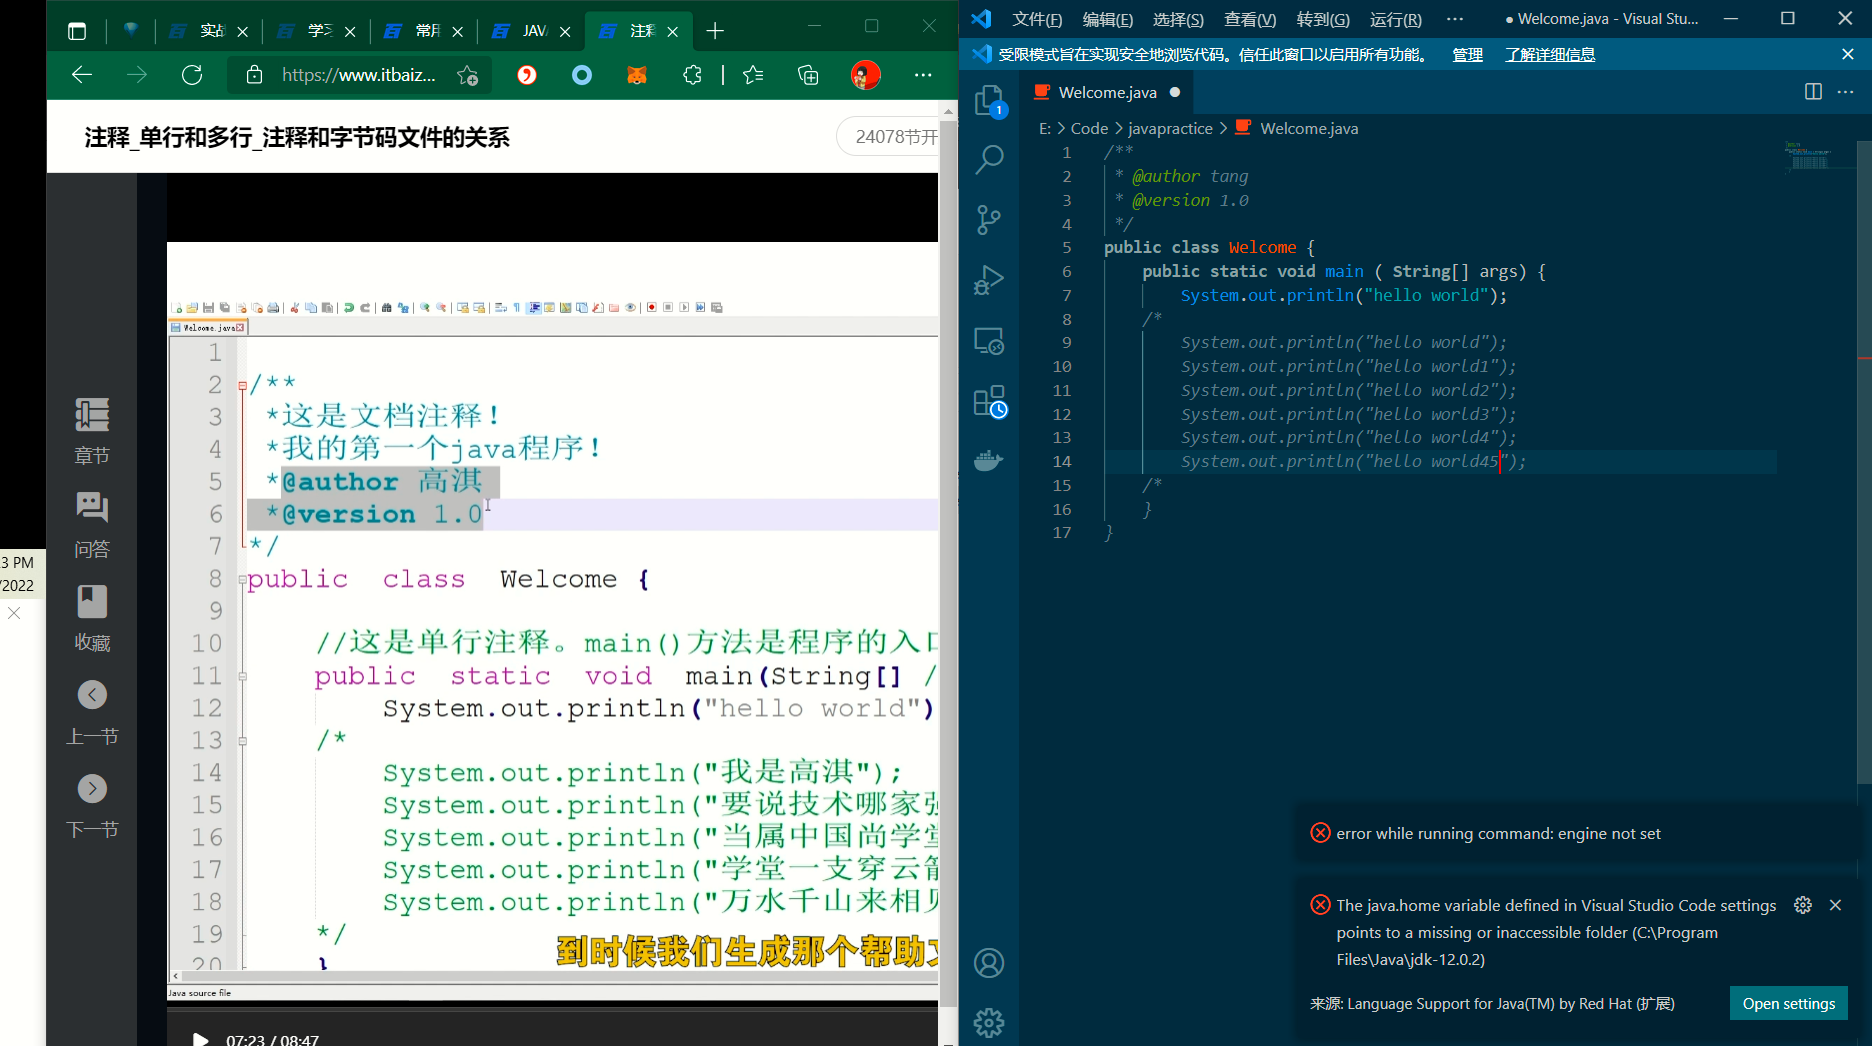 实战
学习
常用
JAV
注释
https://www.itbaiz...
注释_单行和多行_注释和字节码文件的关系
24078节开
章节
问答
收藏
上一节
下一节
3 PM
/2022
Welcome.java
1
2 /**
3 *这是文档注释!
4 *我的第一个java程序!
5 *@author 高淇
6 *@version 1.0
7 */
8 public class Welcome {
9
10 //这是单行注释。main()方法是程序的入口
11 public static void main(String[] /
12 System.out.println("hello world")
13 /*
14 System.out.println("我是高淇");
15 System.out.println("要说技术哪家强
16 System.out.println("当属中国尚学堂
17 System.out.println("学堂一支穿云箭
18 System.out.println("万水千山来相见
19 */
20 }
到时候我们生成那个帮助文
Java source file
07:23 / 08:47
文件(F) 编辑(E) 选择(S) 查看(V) 转到(G) 运行(R) ··· ● Welcome.java - Visual Stu...
受限模式旨在实现安全地浏览代码。信任此窗口以启用所有功能。 管理 了解详细信息
1
Welcome.java ●
E: > Code > javapractice > Welcome.java
1 /**
2 * @author tang
3 * @version 1.0
4 */
5 public class Welcome {
6 public static void main ( String[] args) {
7 System.out.println("hello world");
8 /*
9 System.out.println("hello world");
10 System.out.println("hello world1");
11 System.out.println("hello world2");
12 System.out.println("hello world3");
13 System.out.println("hello world4");
14 System.out.println("hello world45");
15 /*
16 }
17 }
error while running command: engine not set
The java.home variable defined in Visual Studio Code settings
points to a missing or inaccessible folder (C:\Program
Files\Java\jdk-12.0.2)
来源: Language Support for Java(TM) by Red Hat (扩展)
Open settings